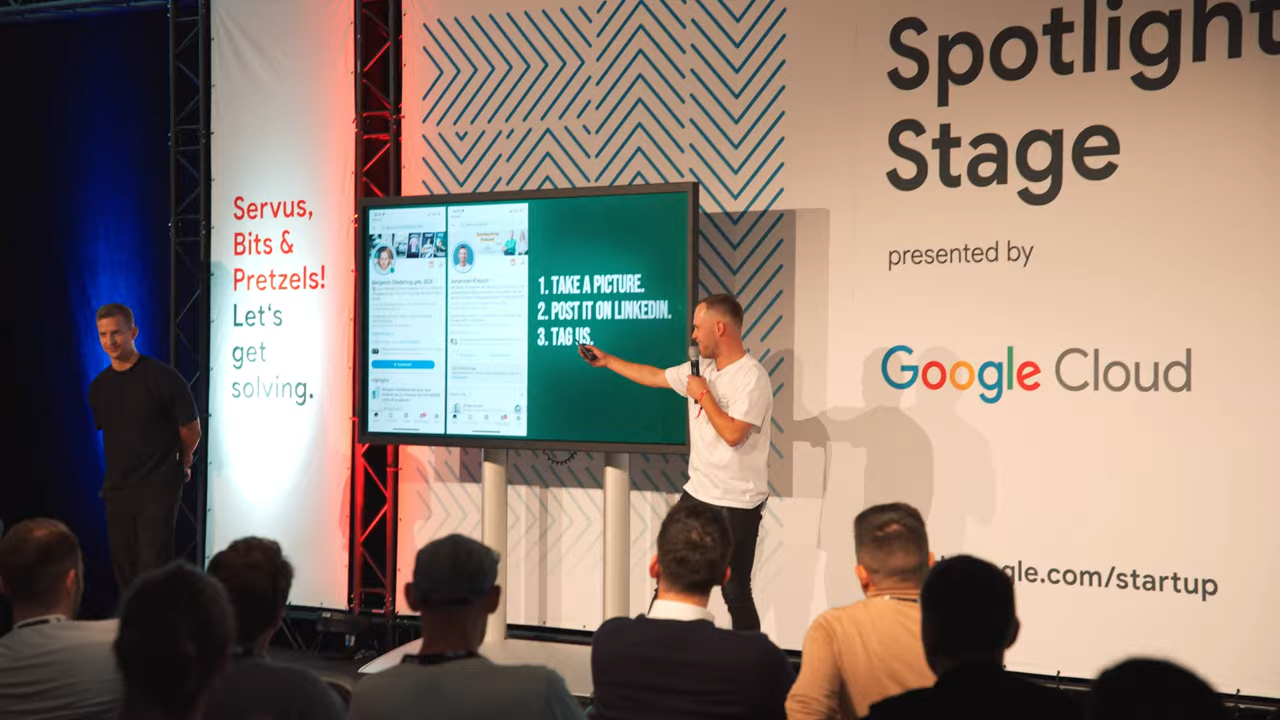 Servus,
Bits &
Pretzels!
Let's
get
solving.
1. TAKE A PICTURE.
2. POST IT ON LINKEDIN.
3. TAG US.
Spotlight
Stage
presented by
Google Cloud
gle.com/startup